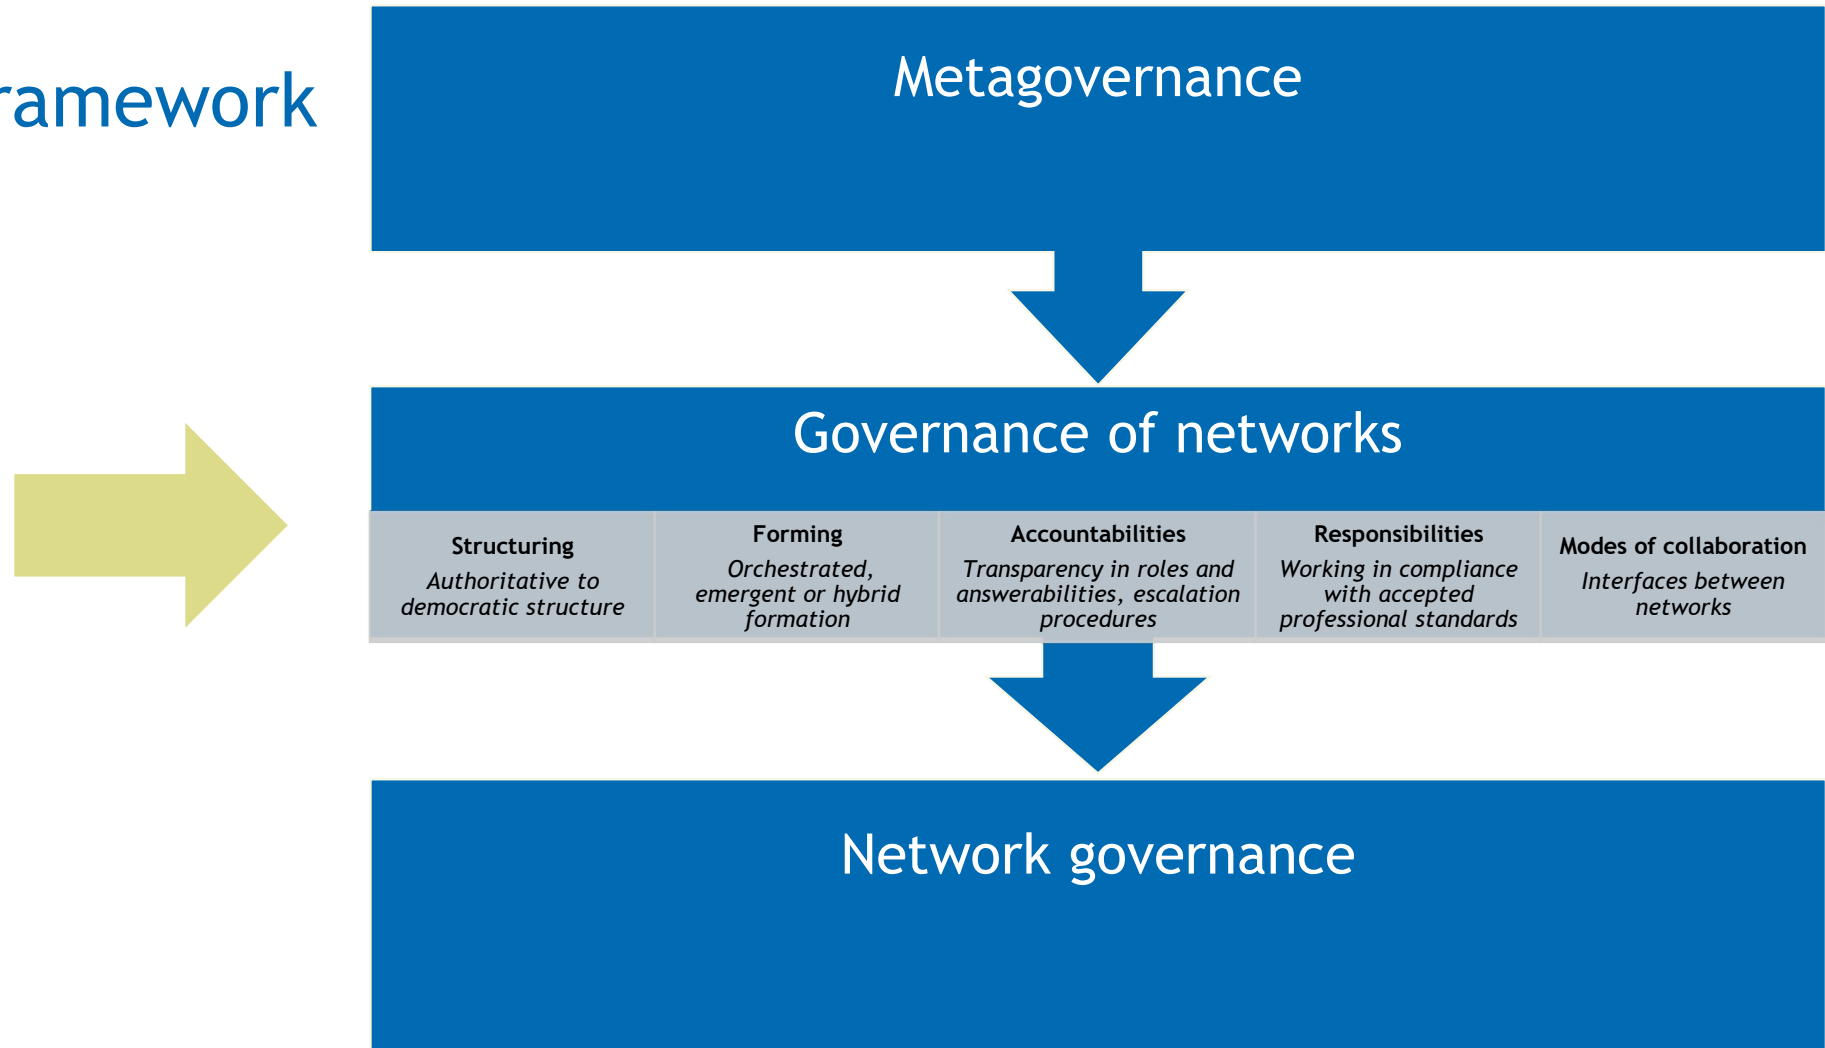 ramework
Metagovernance
Governance of networks
Structuring
Authoritative to
democratic structure
Forming
Orchestrated,
emergent or hybrid
formation
Accountabilities
Transparency in roles and
answerabilities, escalation
procedures
Responsibilities
Working in compliance
with accepted
professional standards
Modes of collaboration
Interfaces between
networks
Network governance